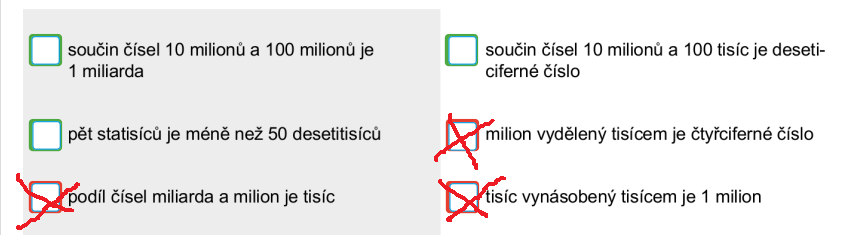 součin čísel 10 milionů a 100 milionů je
1 miliarda
pět statisíců je méně než 50 desetitisíců
podíl čísel miliarda a milion je tisíc
součin čísel 10 milionů a 100 tisíc je deseti-
ciferné číslo
milion vydělený tisícem je čtyřciferné číslo
tisíc vynásobený tisícem je 1 milion